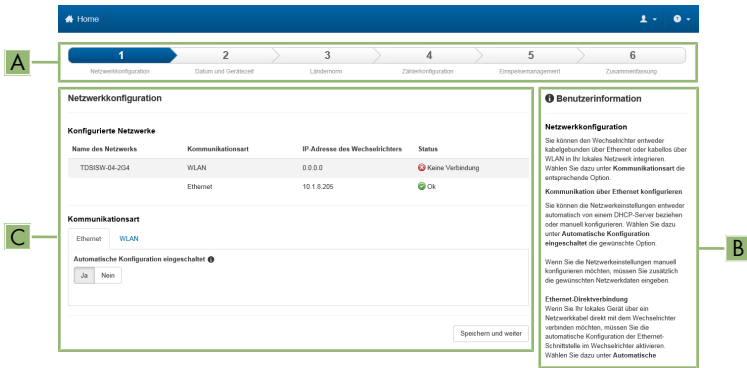 Home
A
1 2 3 4 5 6
Netzwerkkonfiguration Datum und Gerätezeit Ländernorm Zählerkonfiguration Einspeisemanagement Zusammenfassung
Netzwerkkonfiguration
Konfigurierte Netzwerke
Name des Netzwerks Kommunikationsart IP-Adresse des Wechselrichters Status
TDSISW-04-2G4 WLAN 0.0.0.0 Keine Verbindung
Ethernet 10.1.8.205 Ok
C
Kommunikationsart
Ethernet WLAN
Automatische Konfiguration eingeschaltet
Ja Nein
Speichern und weiter
Benutzerinformation
Netzwerkkonfiguration
Sie können den Wechselrichter entweder
kabelgebunden über Ethernet oder kabellos über
WLAN in Ihr lokales Netzwerk integrieren.
Wählen Sie dazu unter Kommunikationsart die
entsprechende Option.
Kommunikation über Ethernet konfigurieren
Sie können die Netzwerkeinstellungen entweder
automatisch von einem DHCP-Server beziehen
oder manuell konfigurieren. Wählen Sie dazu
unter Automatische Konfiguration
eingeschaltet die gewünschte Option.
B
Wenn Sie die Netzwerkeinstellungen manuell
konfigurieren möchten, müssen Sie zusätzlich
die gewünschten Netzwerkdaten eingeben.
Ethernet-Direktverbindung
Wenn Sie Ihr lokales Gerät über ein
Netzwerkkabel direkt mit dem Wechselrichter
verbinden möchten, müssen Sie die
automatische Konfiguration der Ethernet-
Schnittstelle im Wechselrichter aktivieren.
Wählen Sie dazu unter Automatische